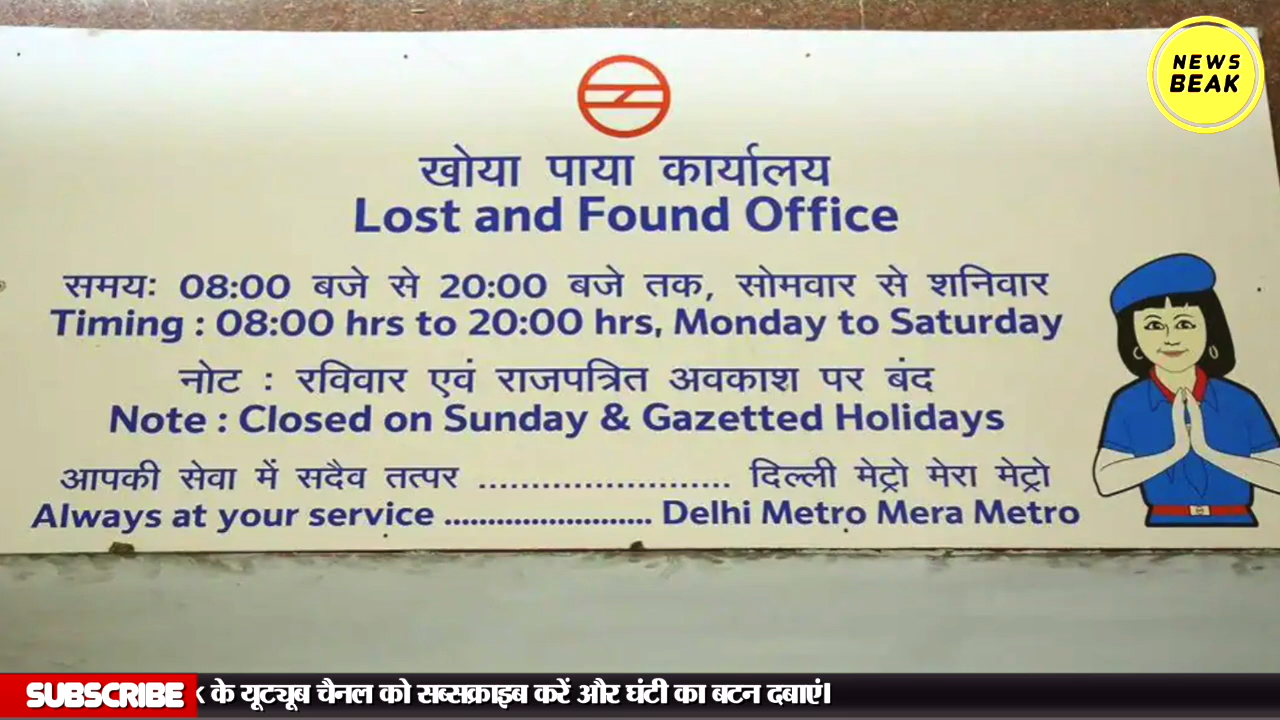 NEWS
BEAK
खोया पाया कार्यालय
Lost and Found Office
समयः 08:00 बजे से 20:00 बजे तक, सोमवार से शनिवार
Timing : 08:00 hrs to 20:00 hrs, Monday to Saturday
नोट : रविवार एवं राजपत्रित अवकाश पर बंद
Note : Closed on Sunday & Gazetted Holidays
आपकी सेवा में सदैव तत्पर ........................ दिल्ली मेट्रो मेरा मेट्रो
Always at your service ........................ Delhi Metro Mera Metro
SUBSCRIBE के यूट्यूब चैनल को सब्सक्राइब करें और घंटी का बटन दबाएं।